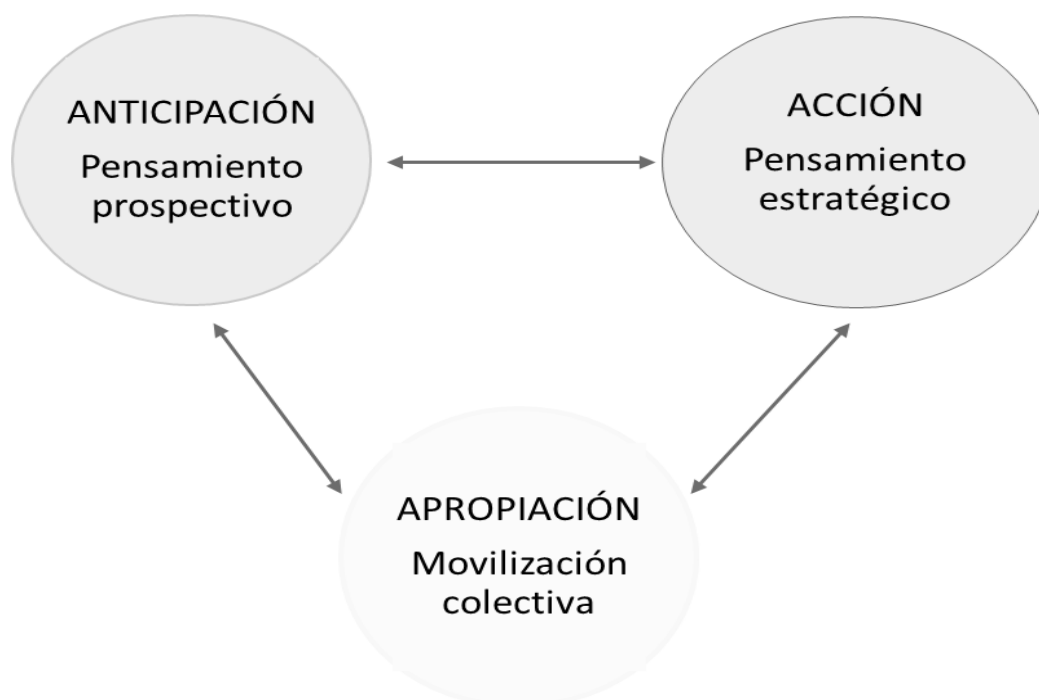 ANTICIPACIÓN
Pensamiento
prospectivo
ACCIÓN
Pensamiento
estratégico
APROPIACIÓN
Movilización
colectiva